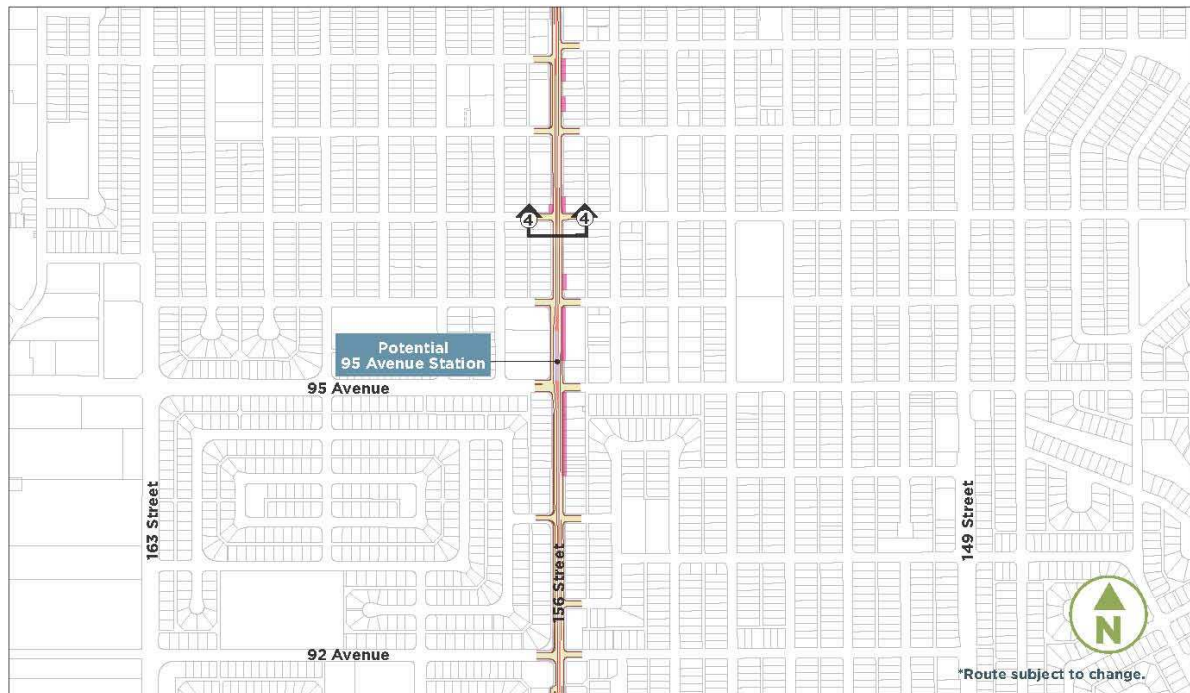 4
4
Potential
95 Avenue Station
95 Avenue
163 Street
149 Street
156 Street
92 Avenue
N
*Route subject to change.